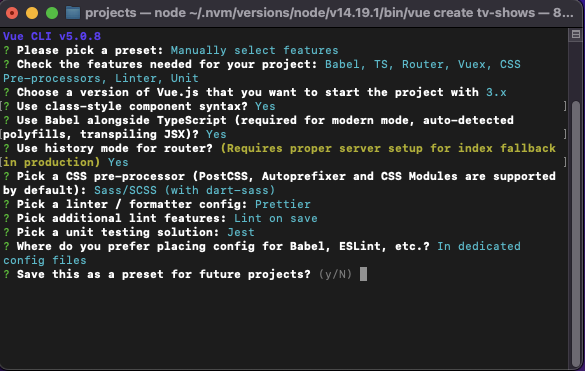 projects — node ~/.nvm/versions/node/v14.19.1/bin/vue create tv-shows — 8...
Vue CLI v5.0.8
? Please pick a preset: Manually select features
? Check the features needed for your project: Babel, TS, Router, Vuex, CSS
Pre-processors, Linter, Unit
? Choose a version of Vue.js that you want to start the project with 3.x
[? Use class-style component syntax? Yes ]
? Use Babel alongside TypeScript (required for modern mode, auto-detected
[polyfills, transpiling JSX)? Yes ]
? Use history mode for router? (Requires proper server setup for index fallback
[in production) Yes ]
? Pick a CSS pre-processor (PostCSS, Autoprefixer and CSS Modules are supported
by default): Sass/SCSS (with dart-sass)
? Pick a linter / formatter config: Prettier
? Pick additional lint features: Lint on save
? Pick a unit testing solution: Jest
? Where do you prefer placing config for Babel, ESLint, etc.? In dedicated
config files
? Save this as a preset for future projects? (y/N)